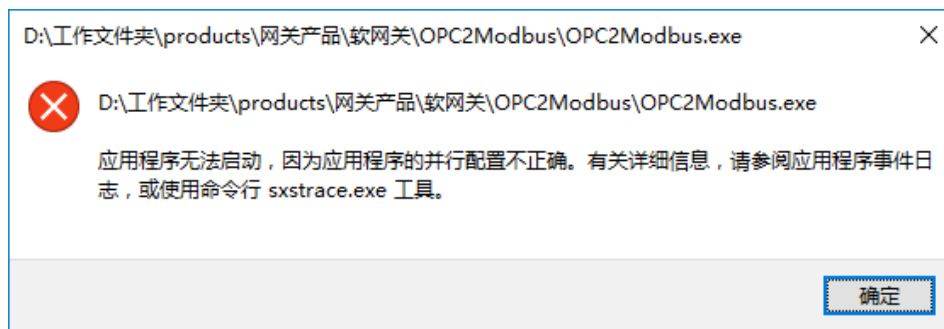 D:\工作文件夹\products\网关产品\软网关\OPC2Modbus\OPC2Modbus.exe
D:\工作文件夹\products\网关产品\软网关\OPC2Modbus\OPC2Modbus.exe
应用程序无法启动，因为应用程序的并行配置不正确。有关详细信息，请参阅应用程序事件日
志，或使用命令行 sxstrace.exe 工具。
确定